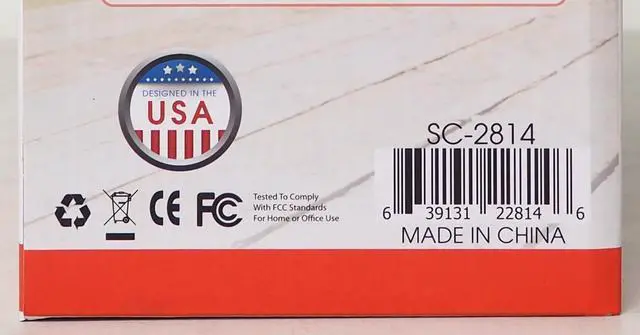 DESIGNED IN THE
USA
SC-2814
CE FC
Tested To Comply
With FCC Standards
For Home or Office Use
6 39131 22814 6
MADE IN CHINA